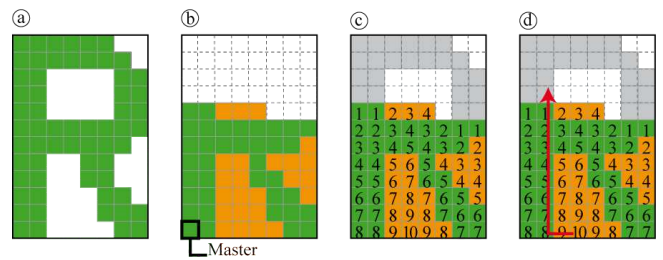 ⓐ ⓑ ⓒ ⓓ
1 1 2 3 4 1 1 2 3 4
2 2 3 4 3 2 1 1 2 2 3 4 3 2 1 1
3 3 4 5 4 3 2 2 3 3 4 5 4 3 2 2
4 4 5 6 5 4 3 3 4 4 5 6 5 4 3 3
5 5 6 7 6 5 4 4 5 5 6 7 6 5 4 4
6 6 7 8 7 6 5 5 6 6 7 8 7 6 5 5
7 7 8 9 8 7 6 6 7 7 8 9 8 7 6 6
8 8 9 10 9 8 7 7 8 8 9 10 9 8 7 7
Master